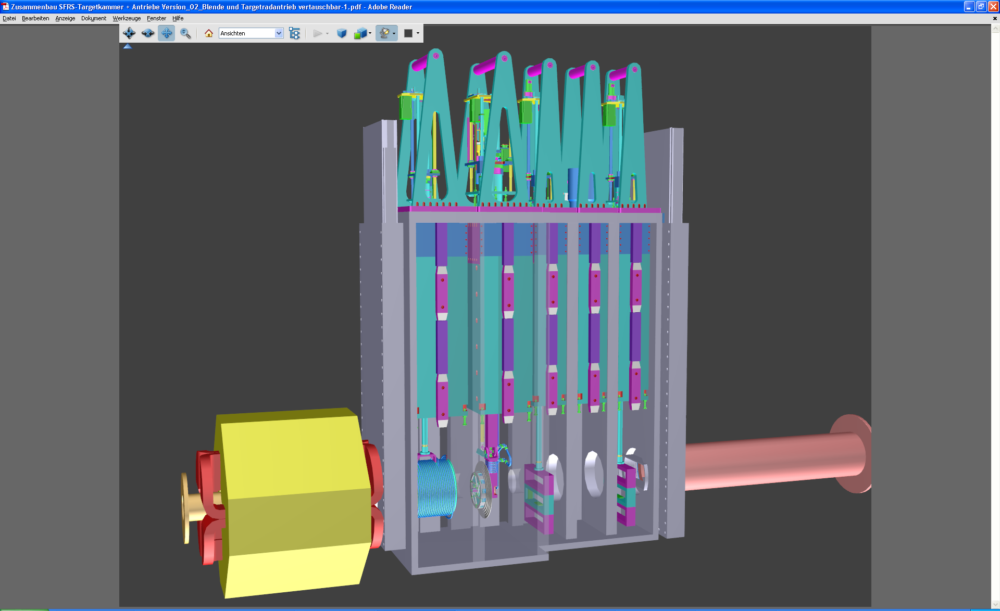 Zusammenbau SFRS-Targetkammer + Antriebe Version_02_Blende und Targetradantrieb vertauschbar-1.pdf - Adobe Reader
Datei Bearbeiten Anzeige Dokument Werkzeuge Fenster Hilfe
Ansichten